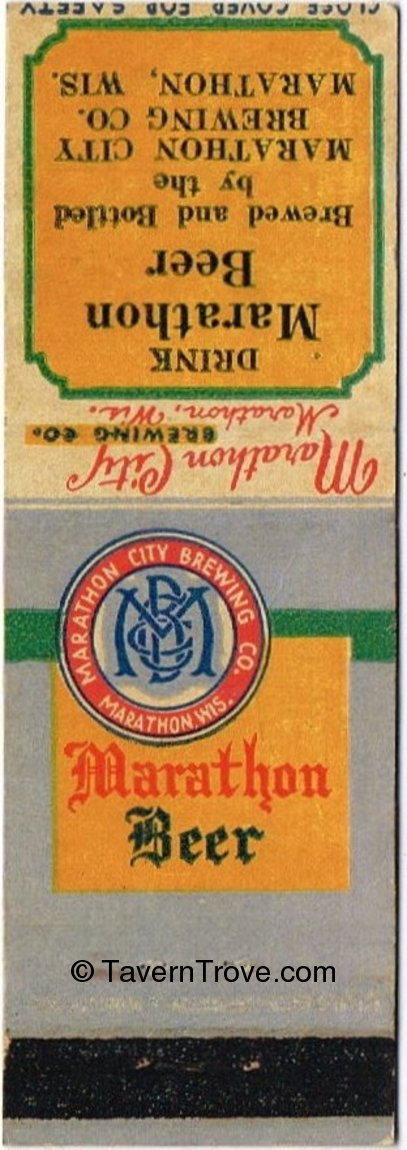 CLOSE COVER FOR SAFETY
DRINK
Marathon
Beer
Brewed and Bottled
by the
MARATHON CITY
BREWING CO.
MARATHON, WIS.
Marathon City
BREWING CO.
Marathon, Wis.
MARATHON CITY BREWING CO.
MARATHON, WIS.
MCBC
Marathon
Beer
© TavernTrove.com